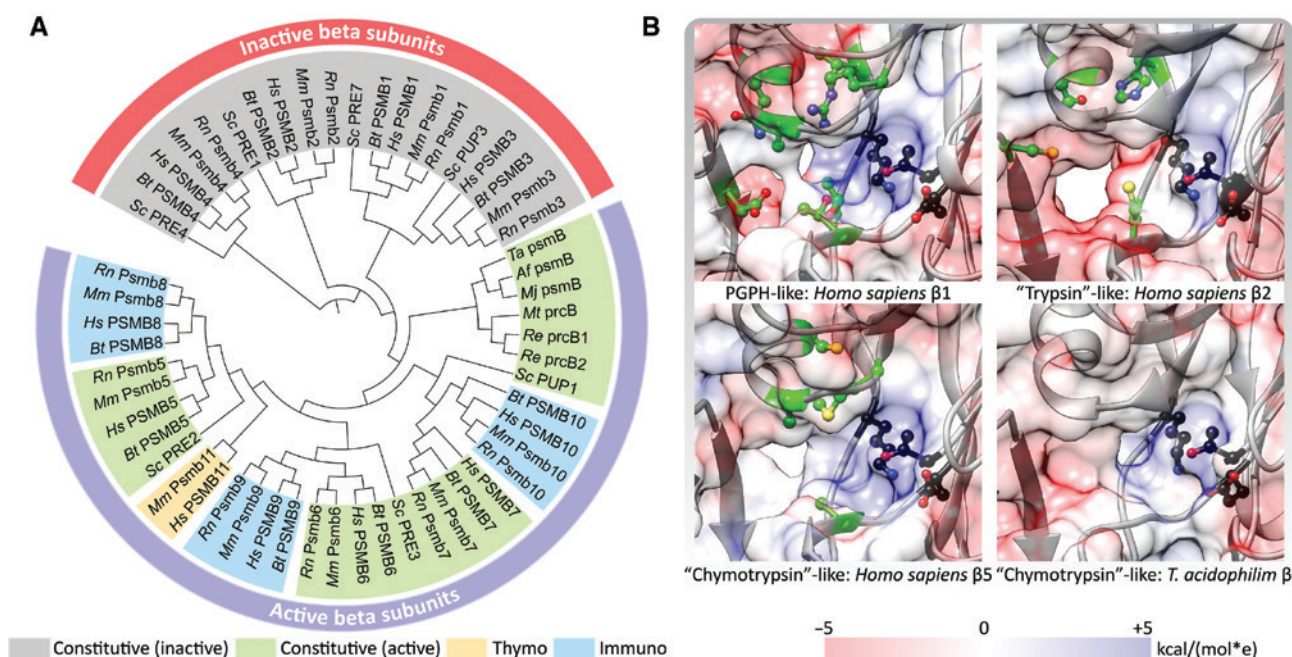 A
B
Inactive beta subunits
Sc PRE4
Bt PSMB4
Hs PSMB4
Mm Psmb4
Rn Psmb4
Sc PRE1
Bt PSMB2
Hs PSMB2
Mm Psmb2
Rn Psmb2
Sc PRE7
Bt PSMB1
Hs PSMB1
Mm Psmb1
Rn Psmb1
Sc PUP3
Hs PSMB3
Bt PSMB3
Mm Psmb3
Rn Psmb3
Ta psmB
Af psmB
Mj psmB
Mt prcB
Re prcB1
Re prcB2
Sc PUP1
Bt PSMB10
Hs PSMB10
Mm Psmb10
Rn Psmb10
Hs PSMB7
Bt PSMB7
Mm Psmb7
Rn Psmb7
Sc PRE3
Bt PSMB6
Hs PSMB6
Mm Psmb6
Rn Psmb6
Bt PSMB9
Hs PSMB9
Mm Psmb9
Rn Psmb9
Hs PSMB11
Mm Psmb11
Sc PRE2
Bt PSMB5
Hs PSMB5
Mm Psmb5
Rn Psmb5
Bt PSMB8
Hs PSMB8
Mm Psmb8
Rn Psmb8
Active beta subunits
Constitutive (inactive) Constitutive (active) Thymo Immuno
PGPH-like: Homo sapiens β1
“Trypsin”-like: Homo sapiens β2
“Chymotrypsin”-like: Homo sapiens β5
“Chymotrypsin”-like: T. acidophilim β
−5 0 +5
kcal/(mol*e)